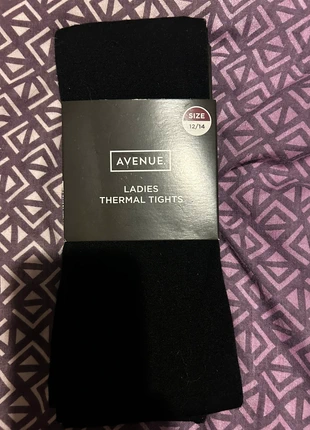 SIZE
12/14
AVENUE.
LADIES
THERMAL TIGHTS